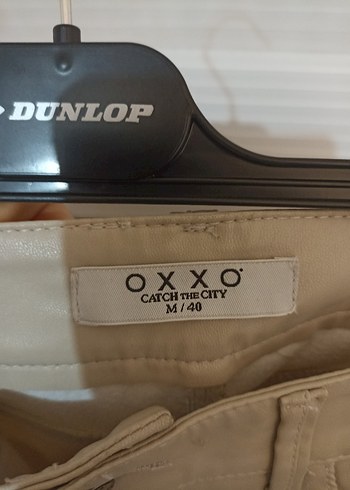 DUNLOP
OXXO
CATCH THE CITY
M / 40